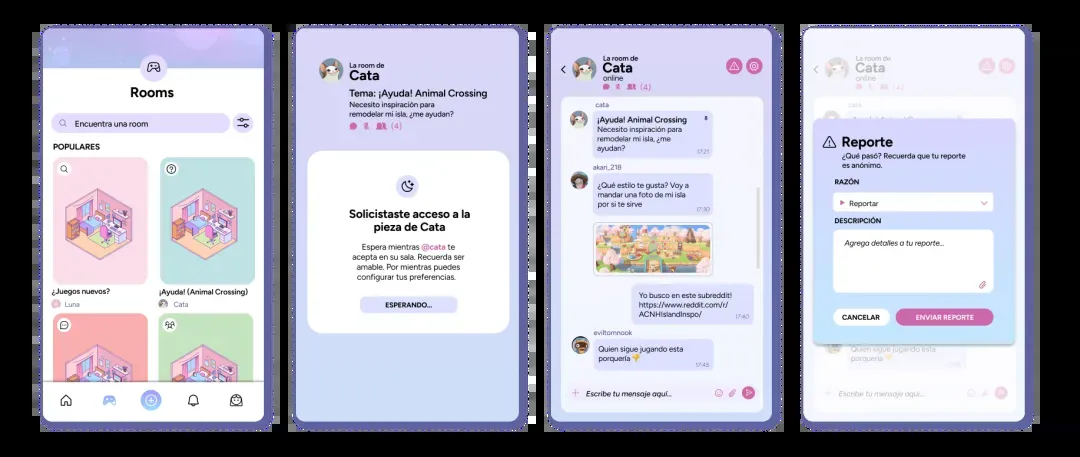 Rooms
Encuentra una room
POPULARES
¿Juegos nuevos?
Luna
¡Ayuda! (Animal Crossing)
Cata
La room de
Cata
Tema: ¡Ayuda! Animal Crossing
Necesito inspiración para
remodelar mi isla, ¿me ayudan?
(4)
Solicistaste acceso a la
pieza de Cata
Espera mientras @cata te
acepta en su sala. Recuerda ser
amable. Por mientras puedes
configurar tus preferencias.
ESPERANDO...
La room de
Cata
online
(4)
cata
¡Ayuda! Animal Crossing
Necesito inspiración para
remodelar mi isla, ¿me
ayudan?
17:21
akari_218
¿Qué estilo te gusta? Voy a
mandar una foto de mi isla
por si te sirve
17:30
Yo busco en este subreddit!
https://www.reddit.com/r/
ACNHIslandInspo/
17:40
eviltomnook
Quien sigue jugando esta
porquería
17:45
Escribe tu mensaje aquí...
La room de
Cata
online
(4)
cata
Reporte
¿Qué pasó? Recuerda que tu reporte
es anónimo.
RAZÓN
Reportar
DESCRIPCIÓN
Agrega detalles a tu reporte...
CANCELAR
ENVIAR REPORTE
Quien sigue jugando esta
porquería
Escribe tu mensaje aquí...